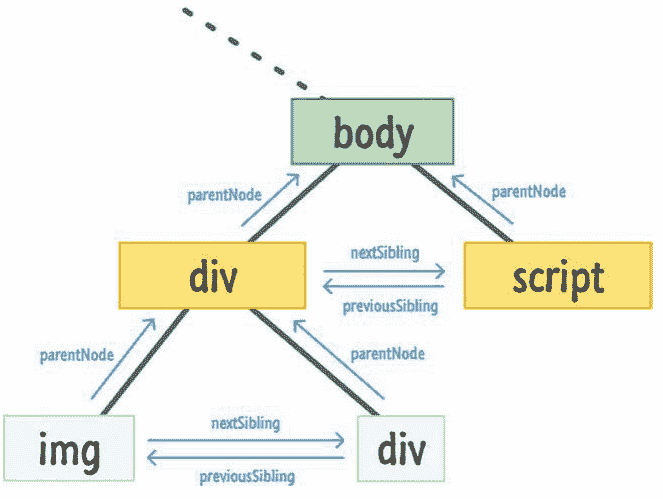 body
parentNode
parentNode
div
nextSibling
previousSibling
script
parentNode
parentNode
img
nextSibling
previousSibling
div